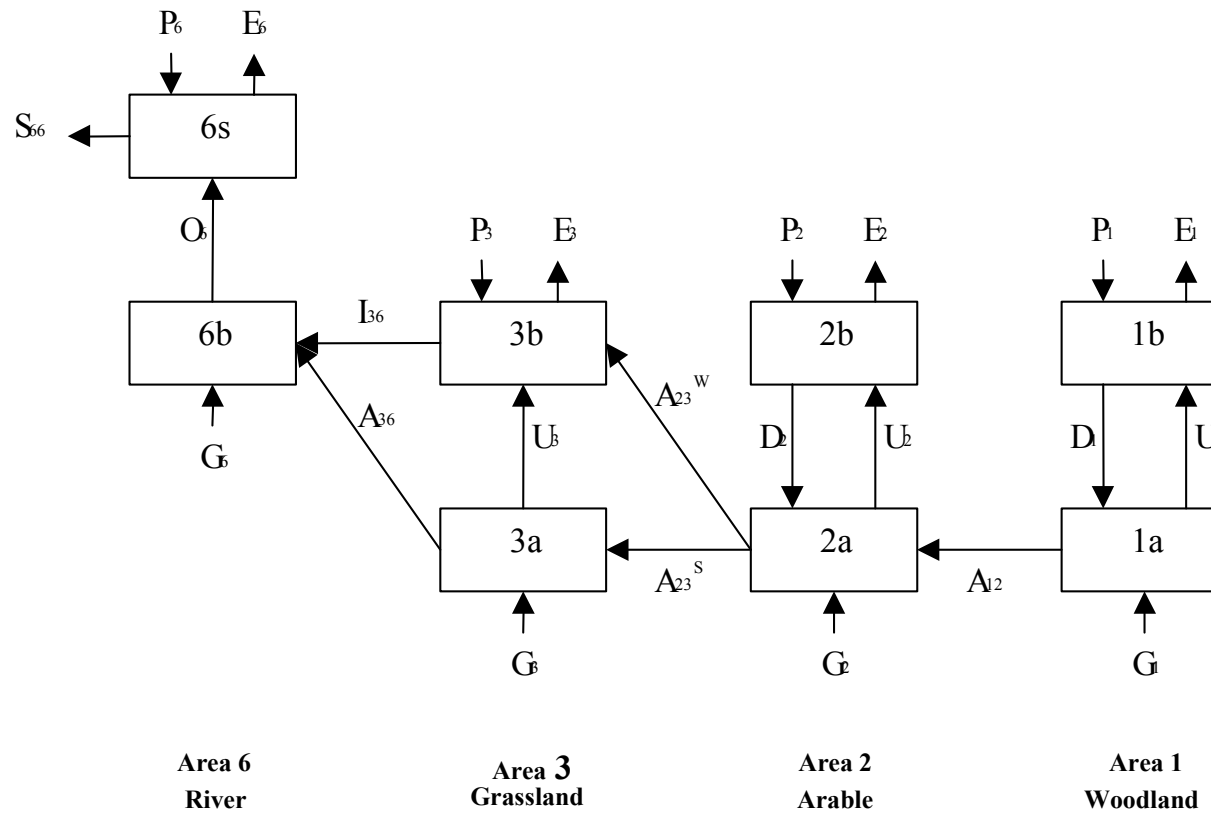 P6 E6
S66 6s
O6
P3 E3 P2 E2 P1 E1
I36
6b 3b 2b 1b
A36 A23W
G6 U3 D2 U2 D1 U
3a 2a 1a
A23S A12
G3 G2 G1
Area 6 Area 3 Area 2 Area 1
River Grassland Arable Woodland